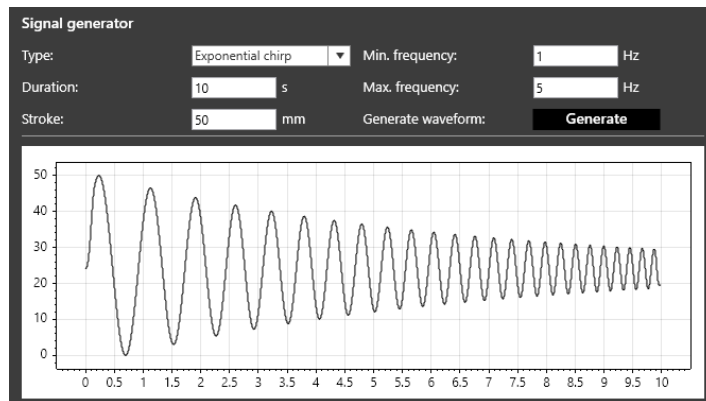 Signal generator
Type: Exponential chirp Min. frequency: 1 Hz
Duration: 10 s Max. frequency: 5 Hz
Stroke: 50 mm Generate waveform: Generate
50
40
30
20
10
0
0 0.5 1 1.5 2 2.5 3 3.5 4 4.5 5 5.5 6 6.5 7 7.5 8 8.5 9 9.5 10